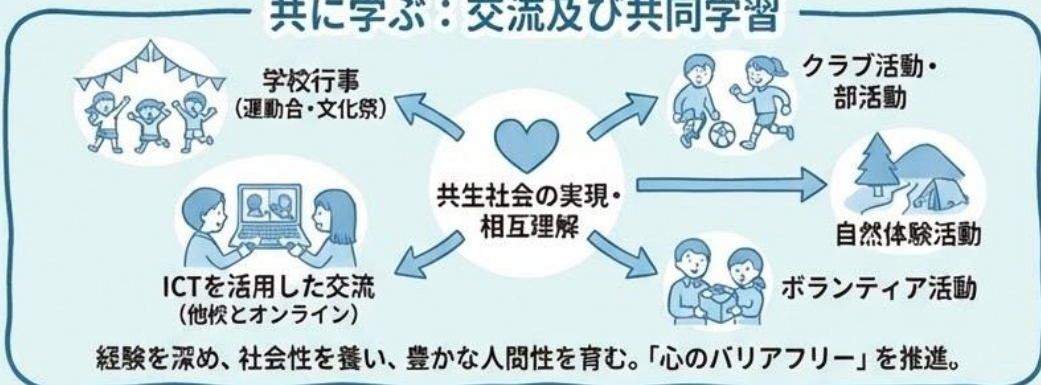 共に学ぶ：交流及び共同学習
学校行事
(運動合・文化祭)
クラブ活動・
部活動
共生社会の実現・
相互理解
自然体験活動
ICTを活用した交流
(他校とオンライン)
ボランティア活動
経験を深め、社会性を養い、豊かな人間性を育む。「心のバリアフリー」を推進。